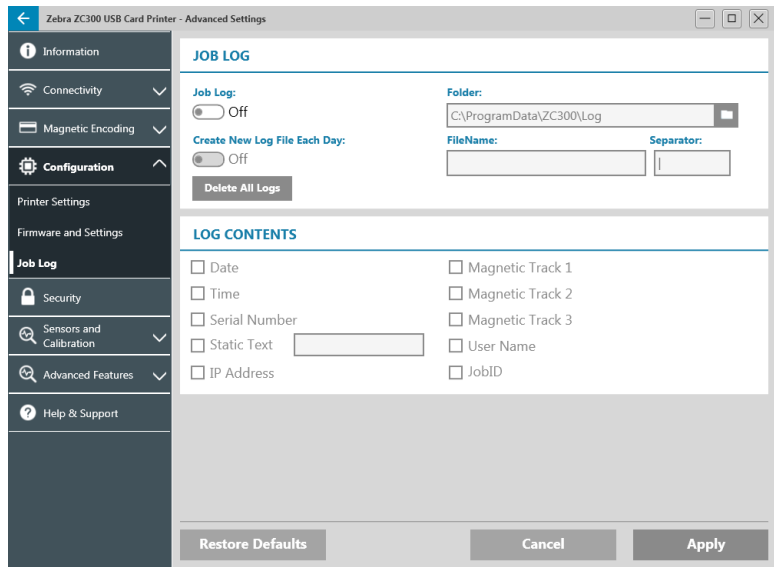 Zebra ZC300 USB Card Printer - Advanced Settings
Information
Connectivity
Magnetic Encoding
Configuration
Printer Settings
Firmware and Settings
Job Log
Security
Sensors and
Calibration
Advanced Features
Help & Support
JOB LOG
Job Log:
Off
Folder:
C:\ProgramData\ZC300\Log
Create New Log File Each Day:
Off
FileName:
Separator:
|
Delete All Logs
LOG CONTENTS
Date
Time
Serial Number
Static Text
IP Address
Magnetic Track 1
Magnetic Track 2
Magnetic Track 3
User Name
JobID
Restore Defaults
Cancel
Apply